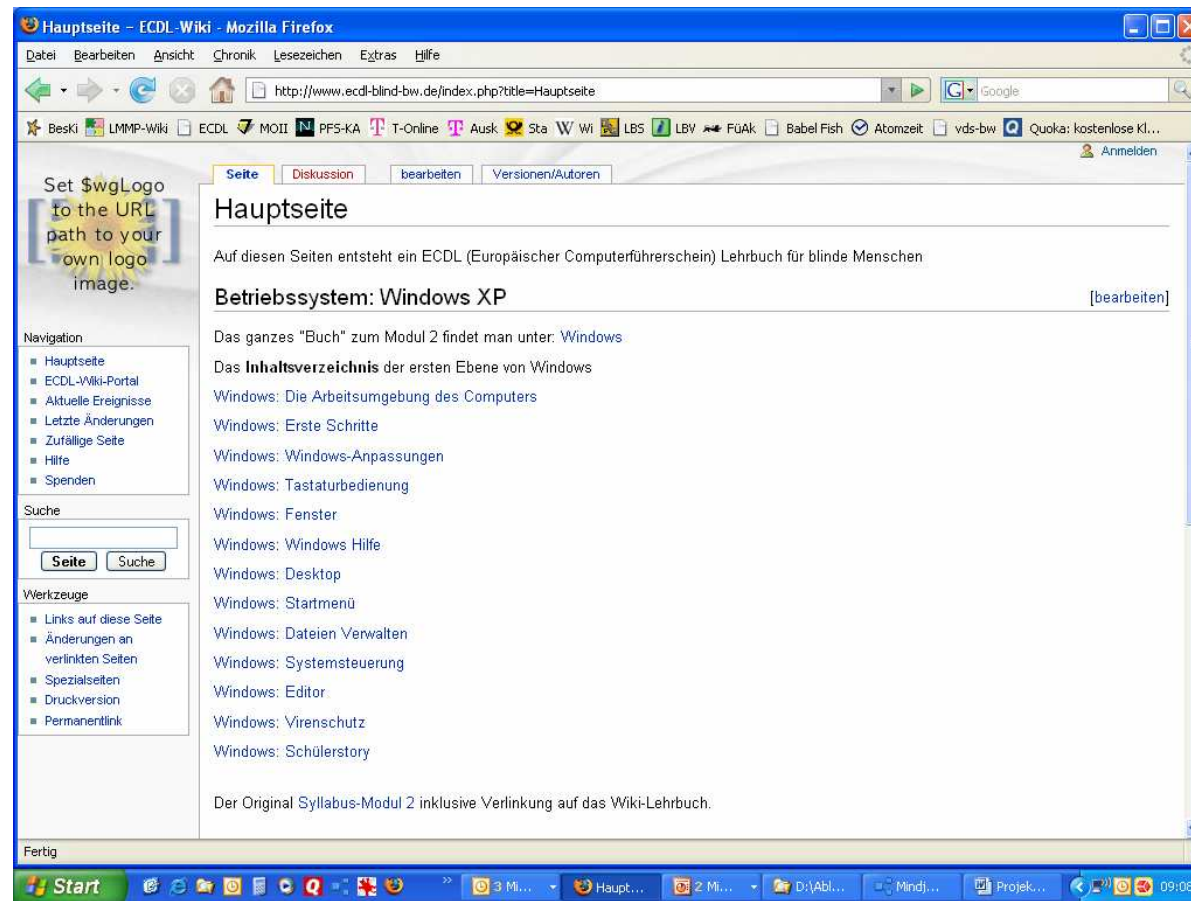 Hauptseite – ECDL-Wiki - Mozilla Firefox
Datei Bearbeiten Ansicht Chronik Lesezeichen Extras Hilfe
http://www.ecdl-blind-bw.de/index.php?title=Hauptseite
Google
BesKi LMMP-Wiki ECDL MOII PFS-KA T-Online Ausk Sta Wi LBS LBV FüAk Babel Fish Atomzeit vds-bw Quoka: kostenlose Kl...
Anmelden
Set $wgLogo
to the URL
path to your
own logo
image.
Seite Diskussion bearbeiten Versionen/Autoren
Hauptseite
Auf diesen Seiten entsteht ein ECDL (Europäischer Computerführerschein) Lehrbuch für blinde Menschen
Betriebssystem: Windows XP [bearbeiten]
Das ganzes "Buch" zum Modul 2 findet man unter: Windows
Das Inhaltsverzeichnis der ersten Ebene von Windows
Windows: Die Arbeitsumgebung des Computers
Windows: Erste Schritte
Windows: Windows-Anpassungen
Windows: Tastaturbedienung
Windows: Fenster
Windows: Windows Hilfe
Windows: Desktop
Windows: Startmenü
Windows: Dateien Verwalten
Windows: Systemsteuerung
Windows: Editor
Windows: Virenschutz
Windows: Schülerstory
Der Original Syllabus-Modul 2 inklusive Verlinkung auf das Wiki-Lehrbuch.
Navigation
Hauptseite
ECDL-Wiki-Portal
Aktuelle Ereignisse
Letzte Änderungen
Zufällige Seite
Hilfe
Spenden
Suche
Seite Suche
Werkzeuge
Links auf diese Seite
Änderungen an
verlinkten Seiten
Spezialseiten
Druckversion
Permanentlink
Fertig
Start 3 Mi... Haupt... 2 Mi... D:\Abl... Mindj... Projek... 09:08